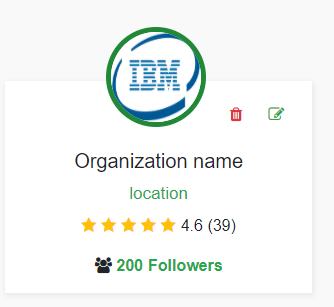 IBM
Organization name
location
4.6 (39)
200 Followers